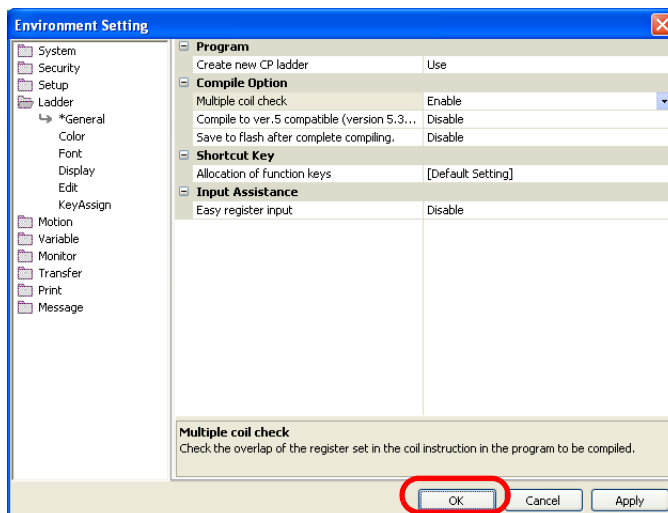 Environment Setting
System
Security
Setup
Ladder
*General
Color
Font
Display
Edit
KeyAssign
Motion
Variable
Monitor
Transfer
Print
Message
Program
Create new CP ladder Use
Compile Option
Multiple coil check Enable
Compile to ver.5 compatible (version 5.3... Disable
Save to flash after complete compiling. Disable
Shortcut Key
Allocation of function keys [Default Setting]
Input Assistance
Easy register input Disable
Multiple coil check
Check the overlap of the register set in the coil instruction in the program to be compiled.
OK Cancel Apply